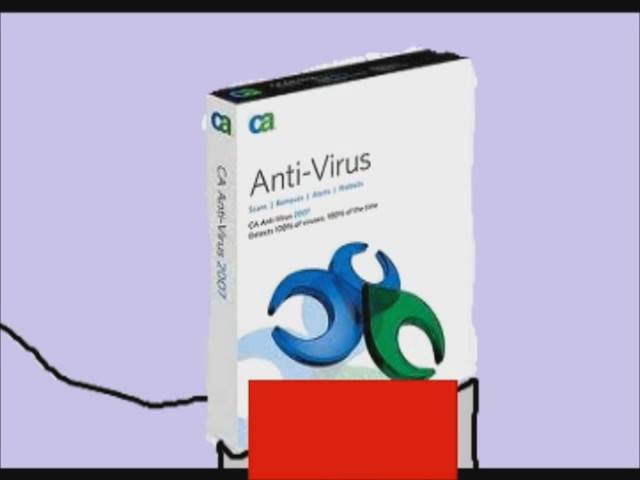 ca
ca
Anti-Virus
Scans | Removes | Alerts | Protects
CA Anti-Virus 2007
Detects 100% of viruses, 100% of the time
CA Anti-Virus 2007